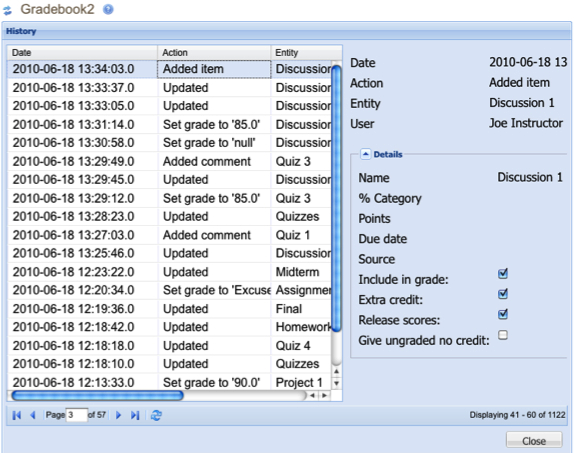 Gradebook2
History
Date Action Entity
2010-06-18 13:34:03.0 Added item Discussion
2010-06-18 13:33:37.0 Updated Discussion
2010-06-18 13:33:05.0 Updated Discussion
2010-06-18 13:31:14.0 Set grade to '85.0' Discussion
2010-06-18 13:30:58.0 Set grade to 'null' Discussion
2010-06-18 13:29:49.0 Added comment Quiz 3
2010-06-18 13:29:45.0 Updated Discussion
2010-06-18 13:29:12.0 Set grade to '85.0' Quiz 3
2010-06-18 13:28:23.0 Updated Quizzes
2010-06-18 13:27:03.0 Added comment Quiz 1
2010-06-18 13:25:46.0 Updated Discussion
2010-06-18 12:23:22.0 Updated Midterm
2010-06-18 12:20:34.0 Set grade to 'Excuse Assignmen
2010-06-18 12:19:36.0 Updated Final
2010-06-18 12:18:42.0 Updated Homework
2010-06-18 12:18:18.0 Updated Quiz 4
2010-06-18 12:18:10.0 Updated Quizzes
2010-06-18 12:13:33.0 Set grade to '90.0' Project 1
Date 2010-06-18 13
Action Added item
Entity Discussion 1
User Joe Instructor
Details
Name Discussion 1
% Category
Points
Due date
Source
Include in grade:
Extra credit:
Release scores:
Give ungraded no credit:
Page 3 of 57
Displaying 41 - 60 of 1122
Close